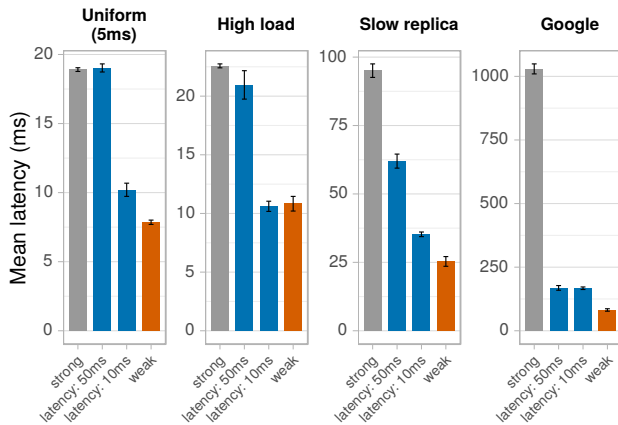 Uniform
(5ms)
High load
Slow replica
Google
Mean latency (ms)
20
15
10
5
0
20
15
10
5
0
100
75
50
25
0
1000
750
500
250
0
strong
latency: 50ms
latency: 10ms
weak
strong
latency: 50ms
latency: 10ms
weak
strong
latency: 50ms
latency: 10ms
weak
strong
latency: 50ms
latency: 10ms
weak